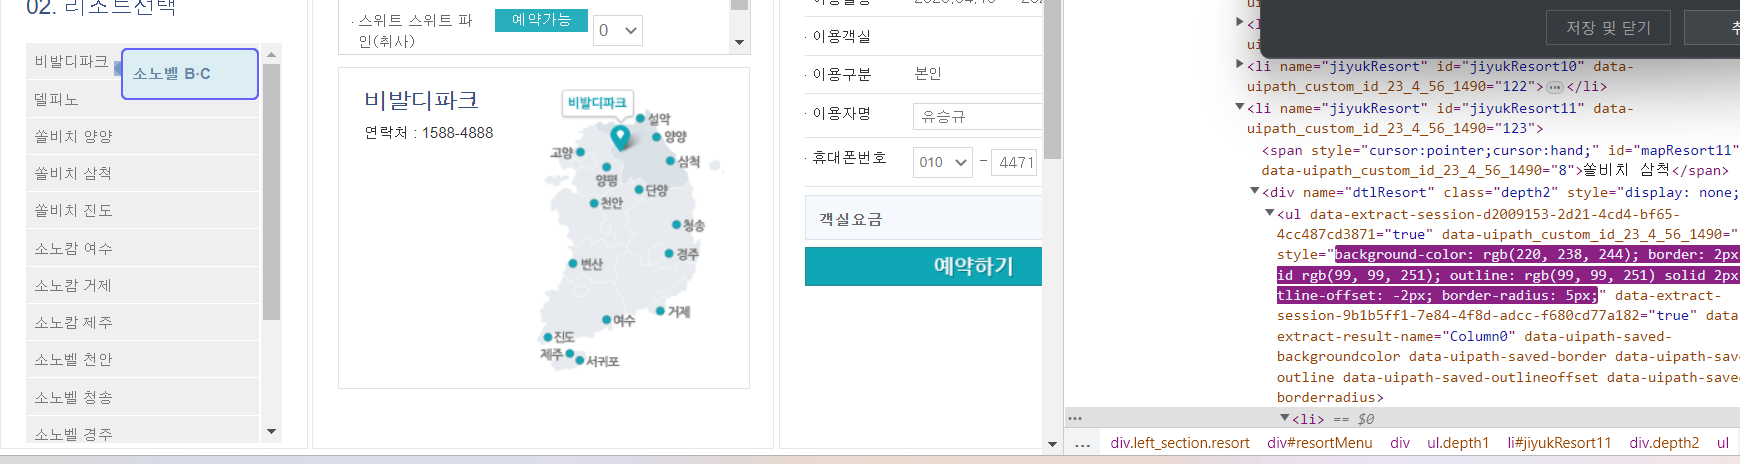 02. 리조트선택
비발디파크
소노벨 B·C
델피노
쏠비치 양양
쏠비치 삼척
쏠비치 진도
소노캄 여수
소노캄 거제
소노캄 제주
소노벨 천안
소노벨 청송
소노벨 경주
· 스위트 스위트 파
인(취사)
예약가능
0
비발디파크
연락처 : 1588-4888
비발디파크
설악
양양
고양
삼척
양평
단양
천안
청송
경주
변산
거제
여수
진도
제주
서귀포
· 이용객실
· 이용구분
본인
· 이용자명
유승규
· 휴대폰번호
010 - 4471
객실요금
예약하기
저장 및 닫기
<li name="jiyukResort" id="jiyukResort10" data-
uipath_custom_id_23_4_56_1490="122">…</li>
<li name="jiyukResort" id="jiyukResort11" data-
uipath_custom_id_23_4_56_1490="123">
<span style="cursor:pointer;cursor:hand;" id="mapResort11"
data-uipath_custom_id_23_4_56_1490="8">쏠비치 삼척</span>
<div name="dtlResort" class="depth2" style="display: none;
<ul data-extract-session-d2009153-2d21-4cd4-bf65-
4cc487cd3871="true" data-uipath_custom_id_23_4_56_1490="
style="background-color: rgb(220, 238, 244); border: 2px
id rgb(99, 99, 251); outline: rgb(99, 99, 251) solid 2px
tline-offset: -2px; border-radius: 5px;" data-extract-
session-9b1b5ff1-7e84-4f8d-adcc-f680cd77a182="true" data
extract-result-name="Column0" data-uipath-saved-
backgroundcolor data-uipath-saved-border data-uipath-sav
outline data-uipath-saved-outlineoffset data-uipath-save
borderradius>
<li> == $0
… div.left_section.resort div#resortMenu div ul.depth1 li#jiyukResort11 div.depth2 ul